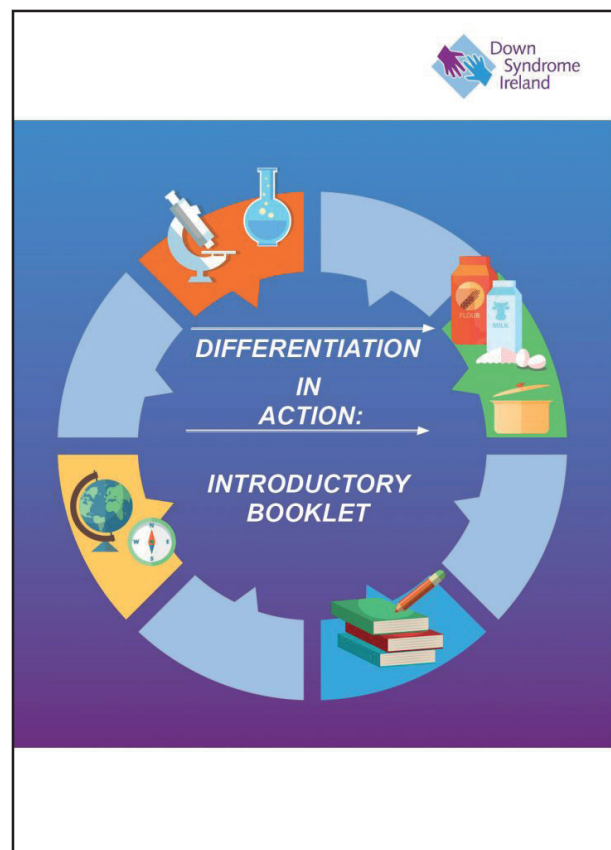 Down
Syndrome
Ireland
FLOUR
MILK
DIFFERENTIATION
IN
ACTION:
N
W E
S
INTRODUCTORY
BOOKLET